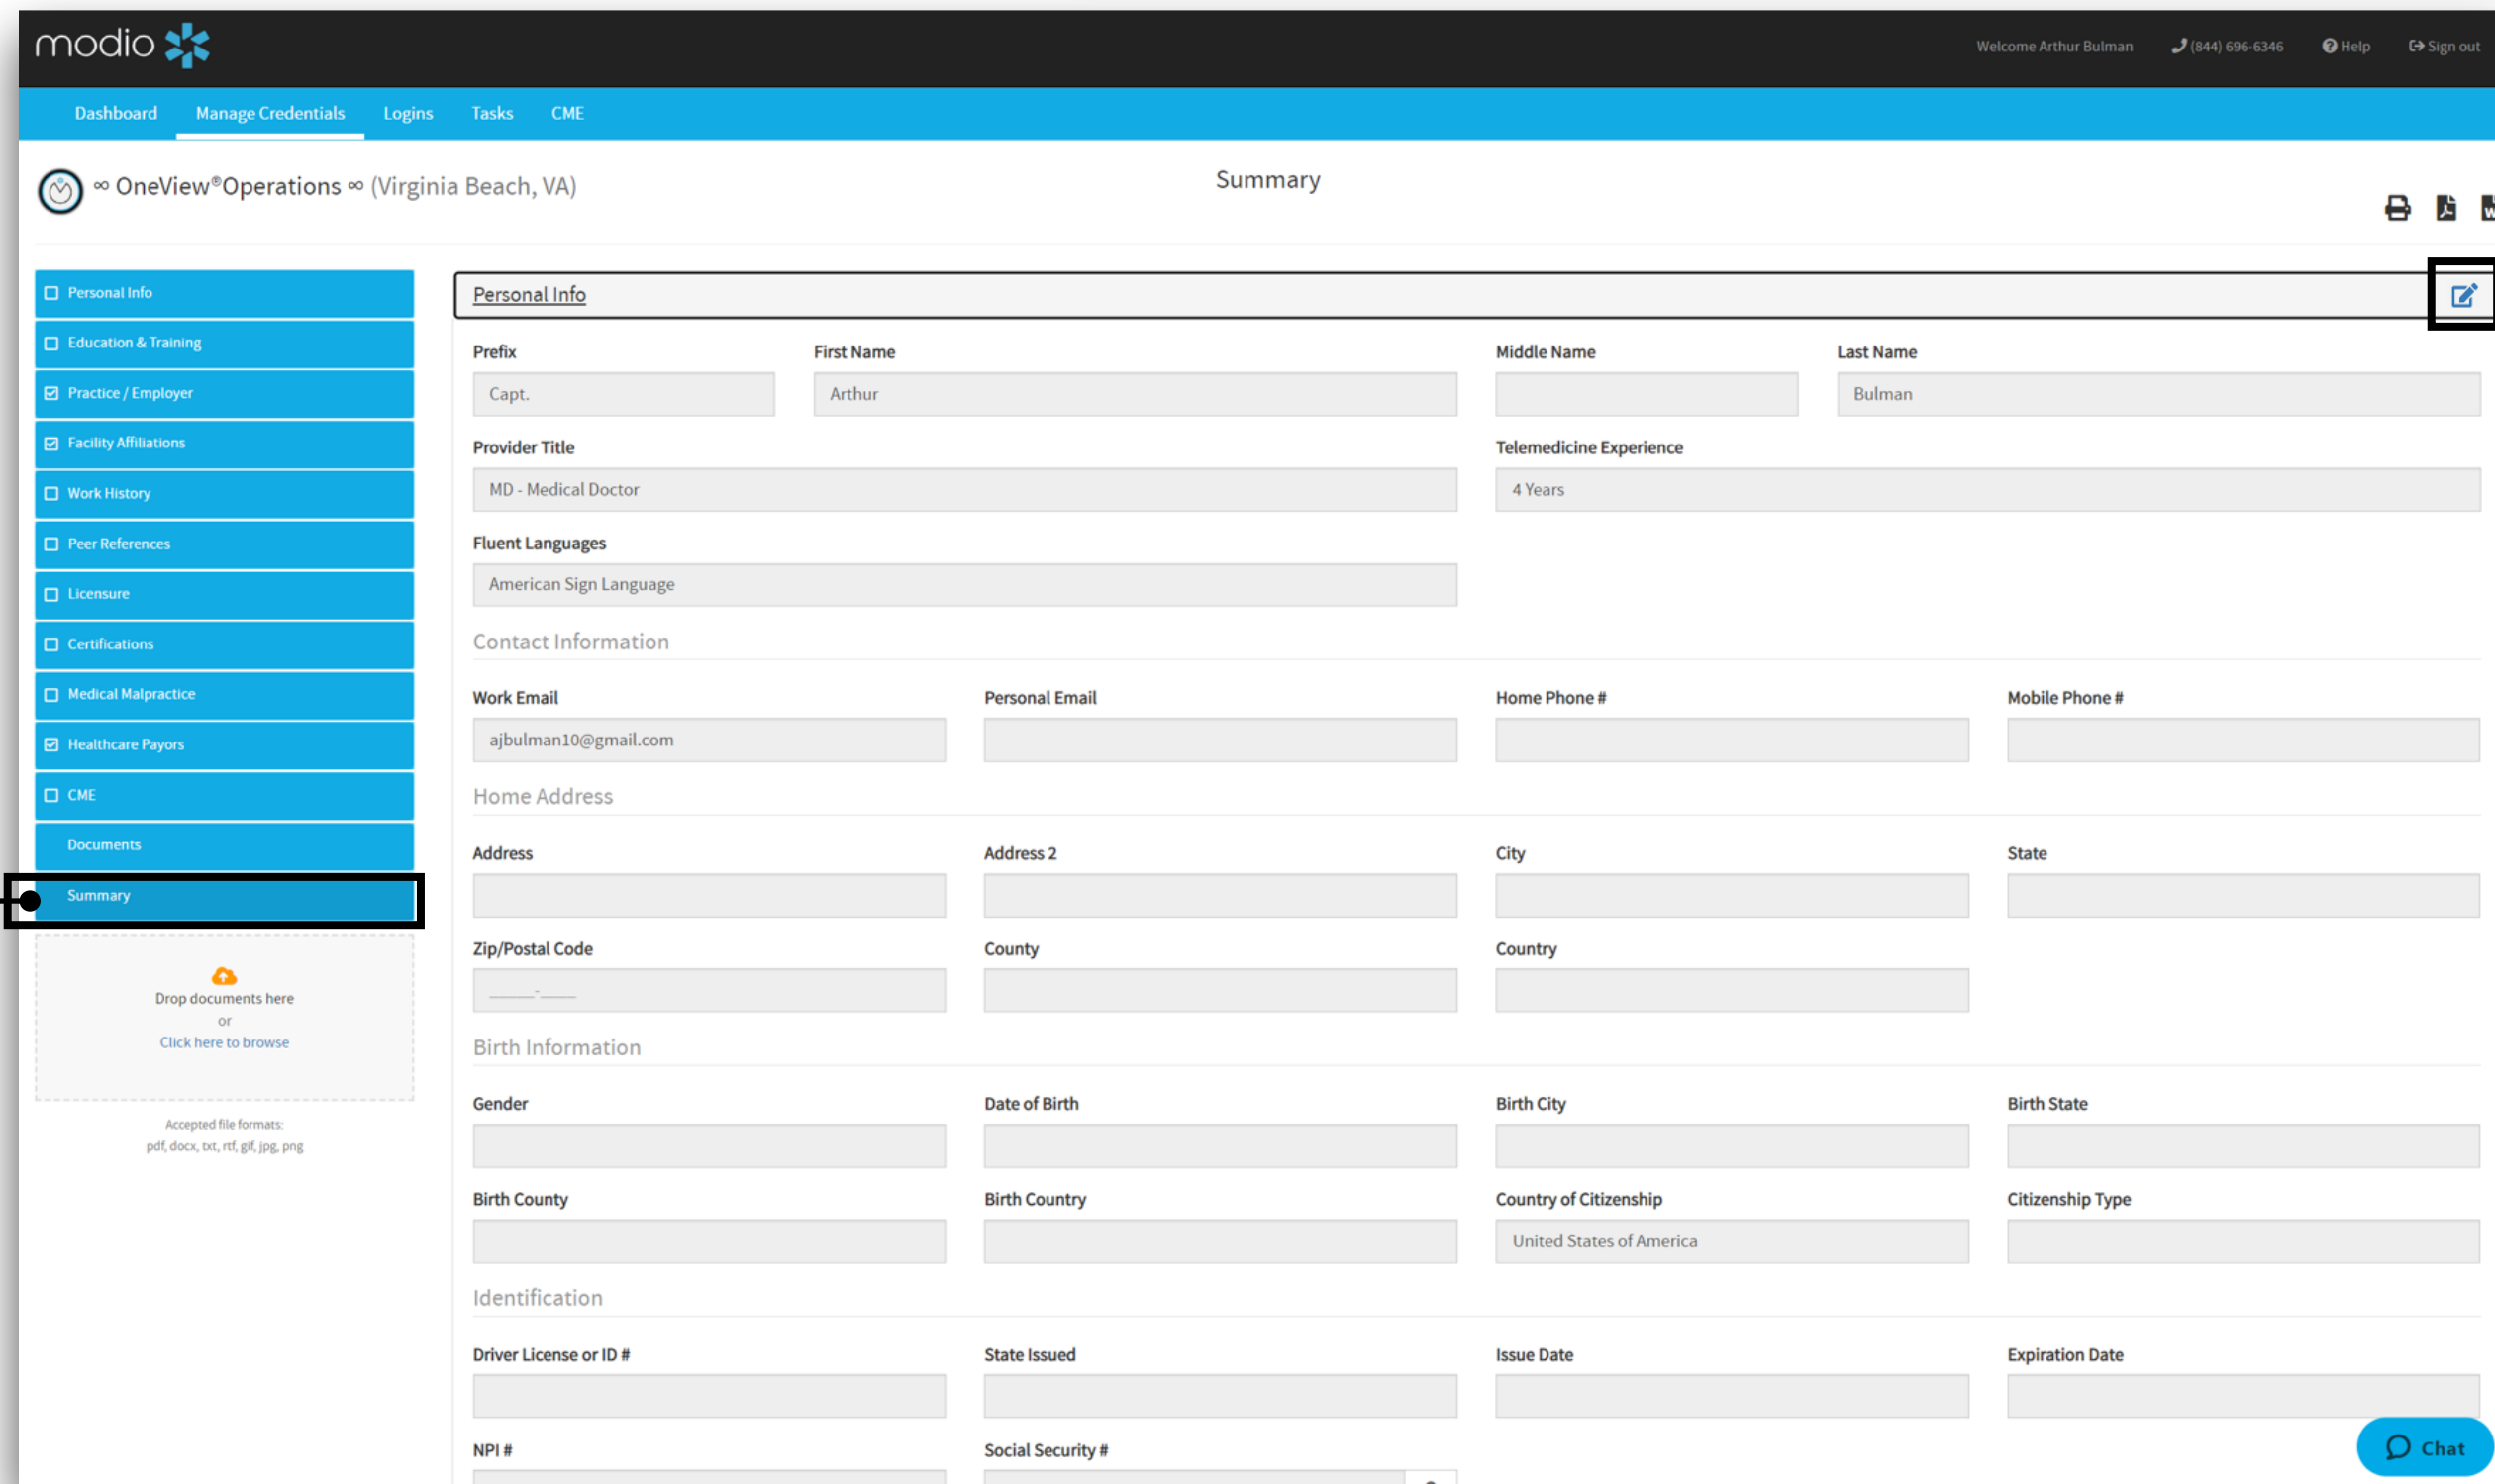 modio
Welcome Arthur Bulman (844) 696-6346 Help Sign out
Dashboard Manage Credentials Logins Tasks CME
∞ OneView®Operations ∞ (Virginia Beach, VA)
Summary
Personal Info
Education & Training
Practice / Employer
Facility Affiliations
Work History
Peer References
Licensure
Certifications
Medical Malpractice
Healthcare Payors
CME
Documents
Summary
Drop documents here
or
Click here to browse
Accepted file formats:
pdf, docx, txt, rtf, gif, jpg, png
Personal Info
Prefix First Name Middle Name Last Name
Capt. Arthur Bulman
Provider Title Telemedicine Experience
MD - Medical Doctor 4 Years
Fluent Languages
American Sign Language
Contact Information
Work Email Personal Email Home Phone # Mobile Phone #
ajbulman10@gmail.com
Home Address
Address Address 2 City State
Zip/Postal Code County Country
_____-____
Birth Information
Gender Date of Birth Birth City Birth State
Birth County Birth Country Country of Citizenship Citizenship Type
United States of America
Identification
Driver License or ID # State Issued Issue Date Expiration Date
NPI # Social Security #
Chat